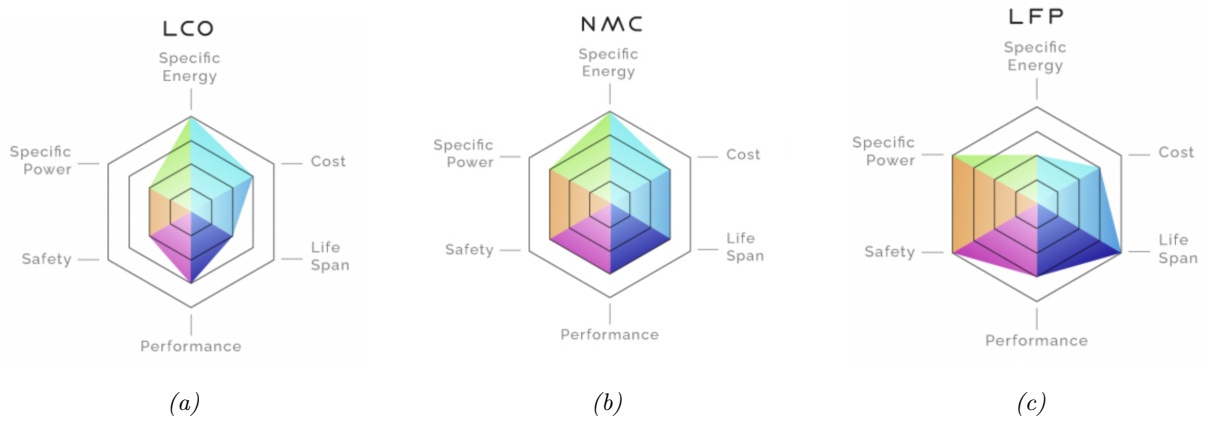 LCO
Specific
Energy
Specific
Power
Cost
Safety
Life
Span
Performance
(a)
NMC
Specific
Energy
Specific
Power
Cost
Safety
Life
Span
Performance
(b)
LFP
Specific
Energy
Specific
Power
Cost
Safety
Life
Span
Performance
(c)